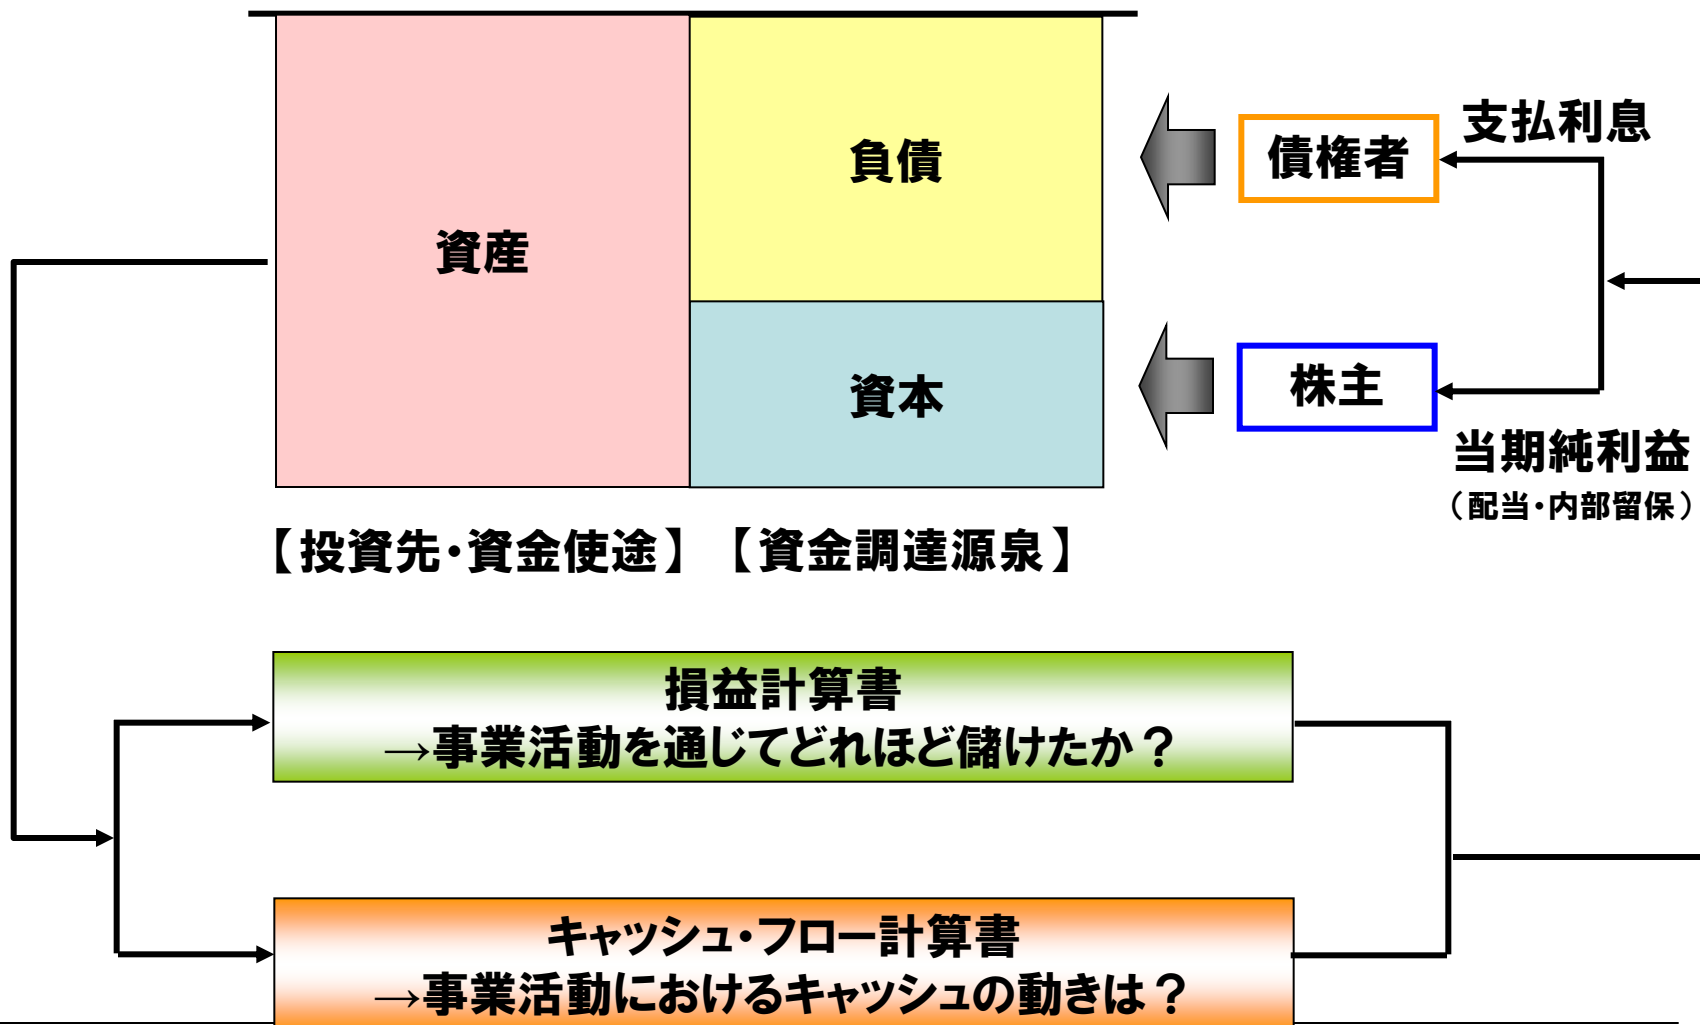 資産
負債
資本
債権者
株主
支払利息
当期純利益
（配当・内部留保）
【投資先・資金使途】 【資金調達源泉】
損益計算書
→事業活動を通じてどれほど儲けたか？
キャッシュ・フロー計算書
→事業活動におけるキャッシュの動きは？